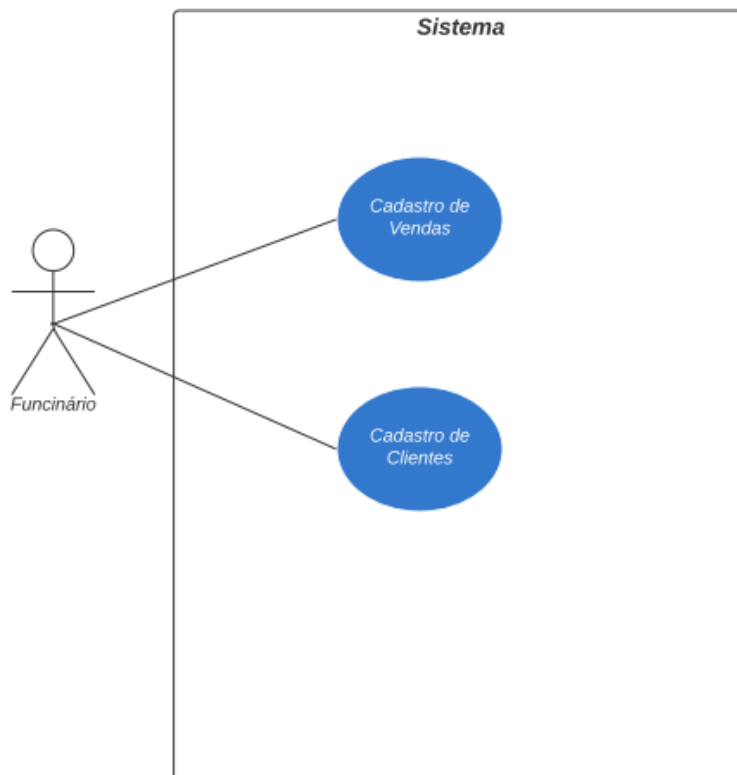 Sistema
Cadastro de
Vendas
Funcinário
Cadastro de
Clientes